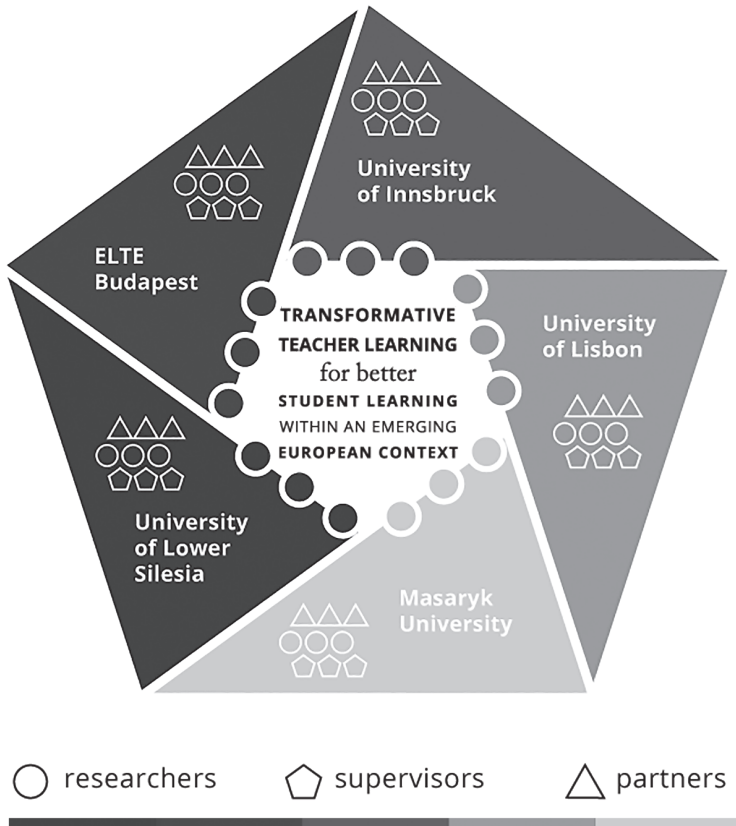 University
of Innsbruck
ELTE
Budapest
University
of Lisbon
TRANSFORMATIVE
TEACHER LEARNING
for better
STUDENT LEARNING
WITHIN AN EMERGING
EUROPEAN CONTEXT
University
of Lower
Silesia
Masaryk
University
researchers
supervisors
partners